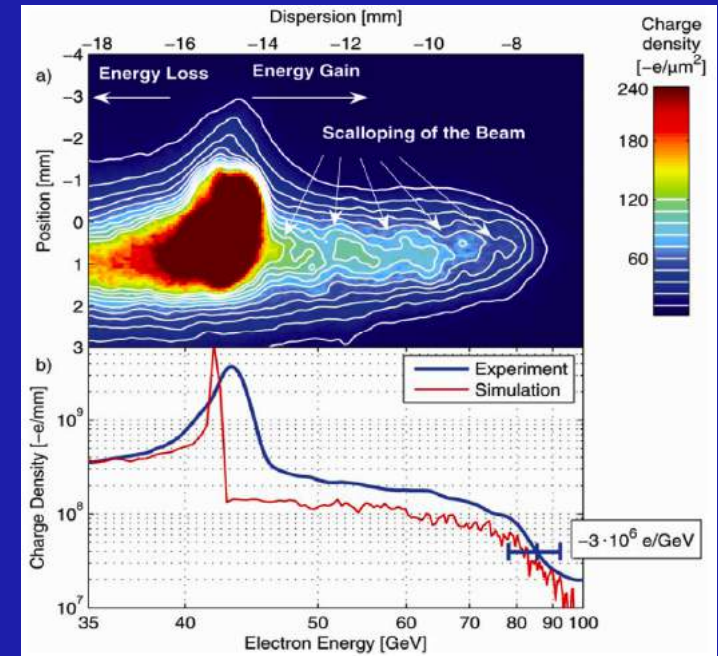 Dispersion [mm]
−18 −16 −14 −12 −10 −8
Charge
density
[−e/µm²]
240
180
120
60
a)
Energy Loss
Energy Gain
Scalloping of the Beam
Position [mm]
−4
−3
−2
−1
0
1
2
3
b)
Experiment
Simulation
Charge Density [−e/mm]
10⁹
10⁸
10⁷
−3·10⁶ e/GeV
35 40 50 60 70 80 90 100
Electron Energy [GeV]